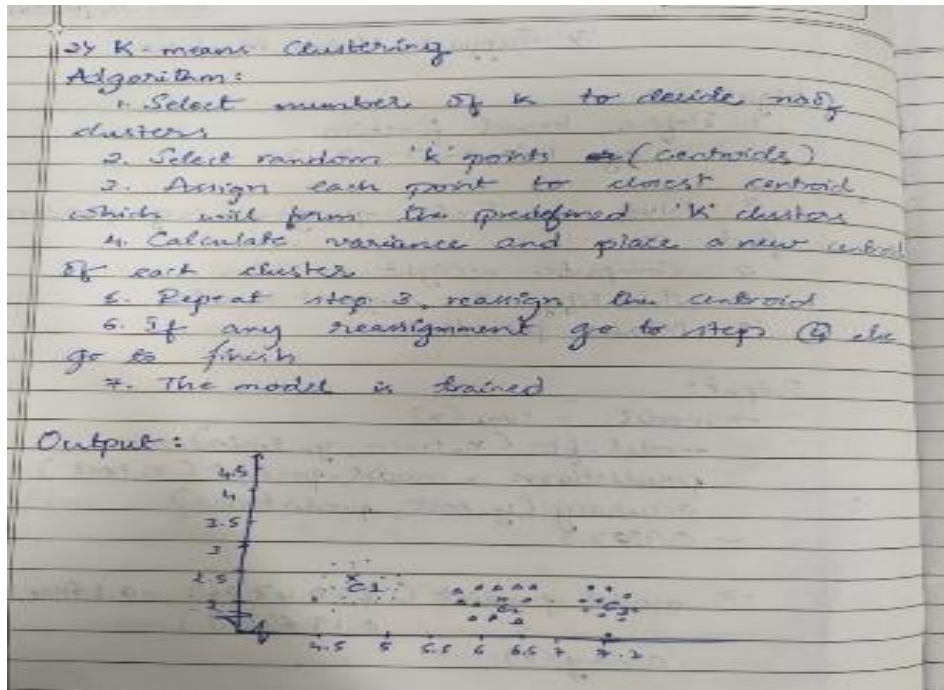 2) K-means Clustering
Algorithm:
1. Select number of k to decide no of
clusters
2. Select random 'k' points (centroids)
3. Assign each point to closest centroid
which will form the predefined 'K' clusters
4. Calculate variance and place a new centroid
of each cluster
5. Repeat step 3, reassign the centroid
6. If any reassignment go to step 4 else
go to finish
7. The model is trained
Output:
4.5
4
3.5
3
2.5
2
C1
C2
C3
4.5 5 5.5 6 6.5 7 7.2